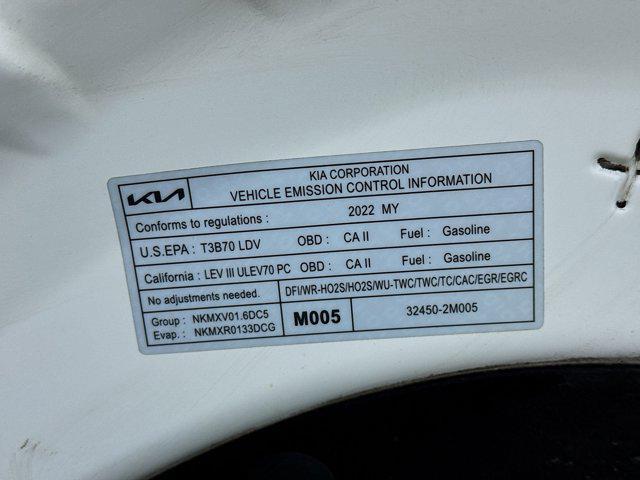 KIA
KIA CORPORATION
VEHICLE EMISSION CONTROL INFORMATION
Conforms to regulations : 2022 MY
U.S.EPA : T3B70 LDV OBD : CA II Fuel : Gasoline
California : LEV III ULEV70 PC OBD : CA II Fuel : Gasoline
No adjustments needed. DFI/WR-HO2S/HO2S/WU-TWC/TWC/TC/CAC/EGR/EGRC
Group : NKMXV01.6DC5
Evap. : NKMXR0133DCG
M005
32450-2M005